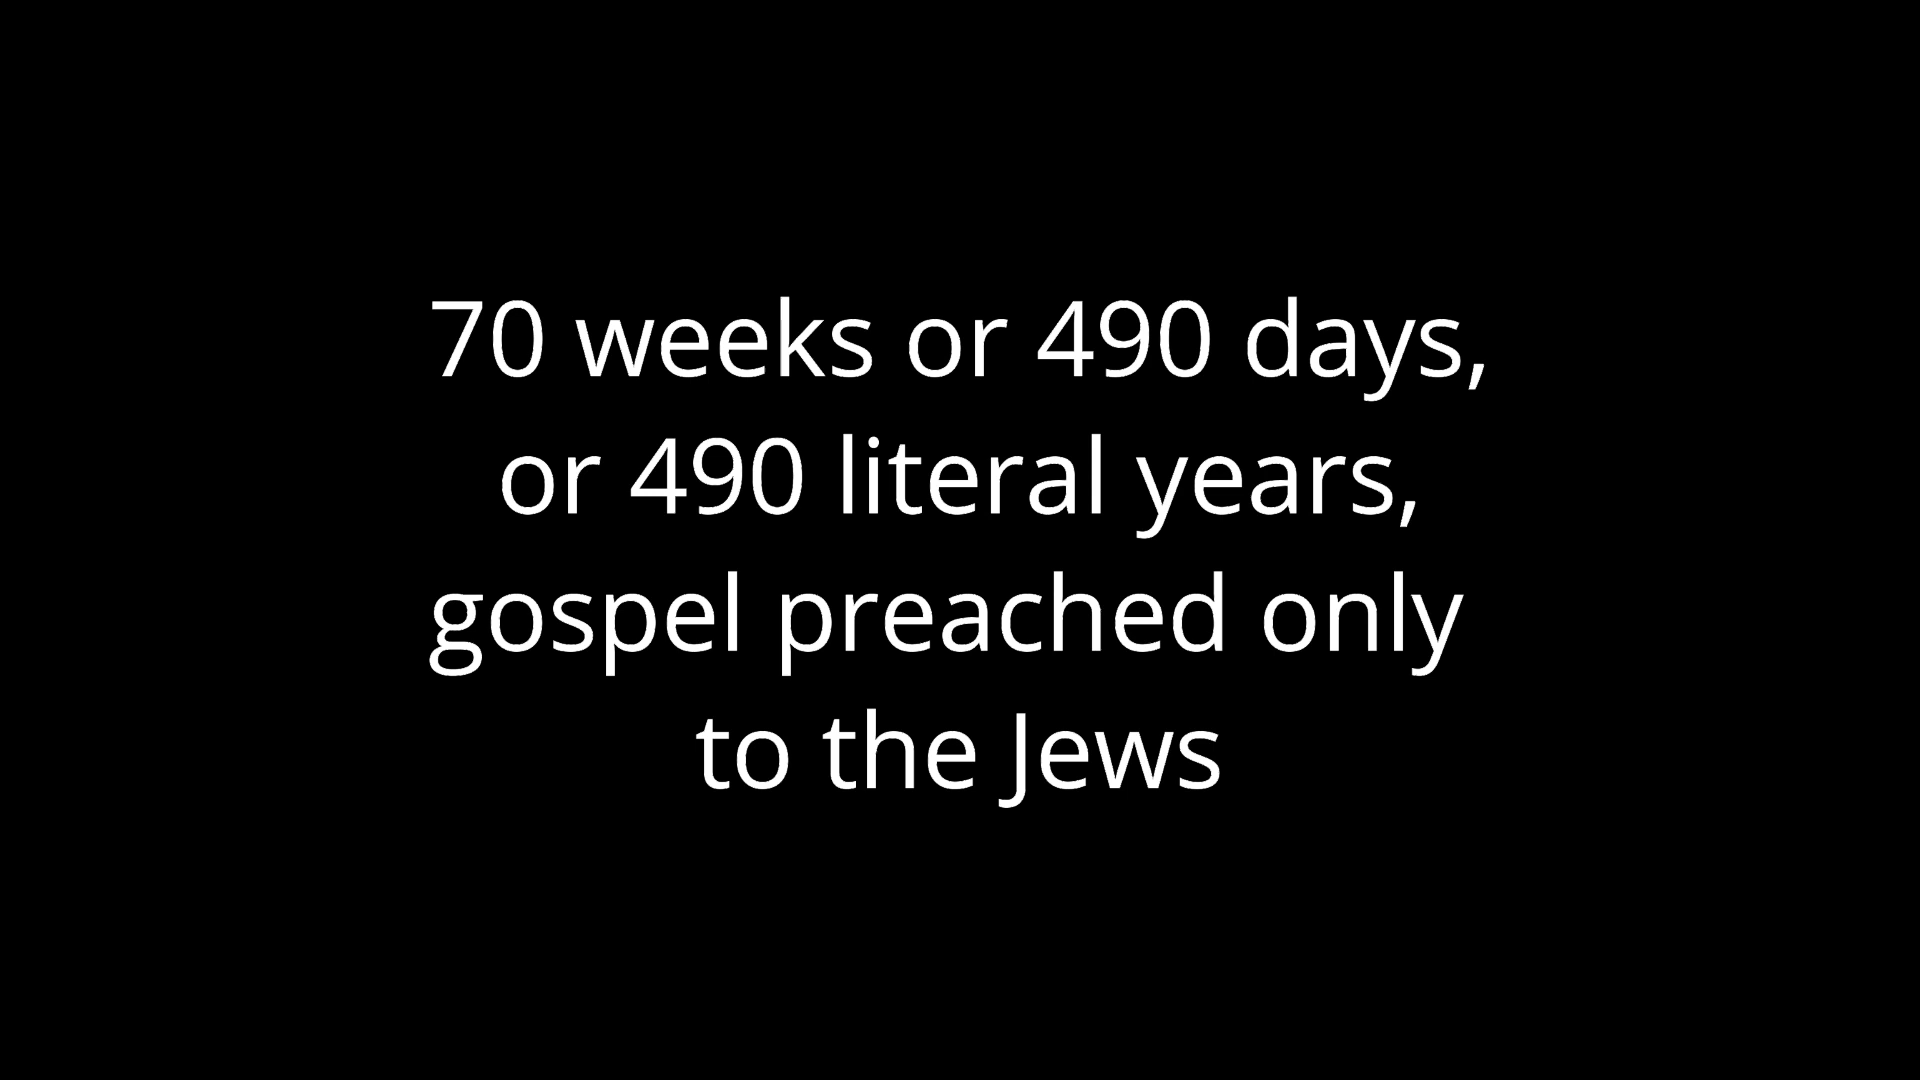 70 weeks or 490 days,
or 490 literal years,
gospel preached only
to the Jews